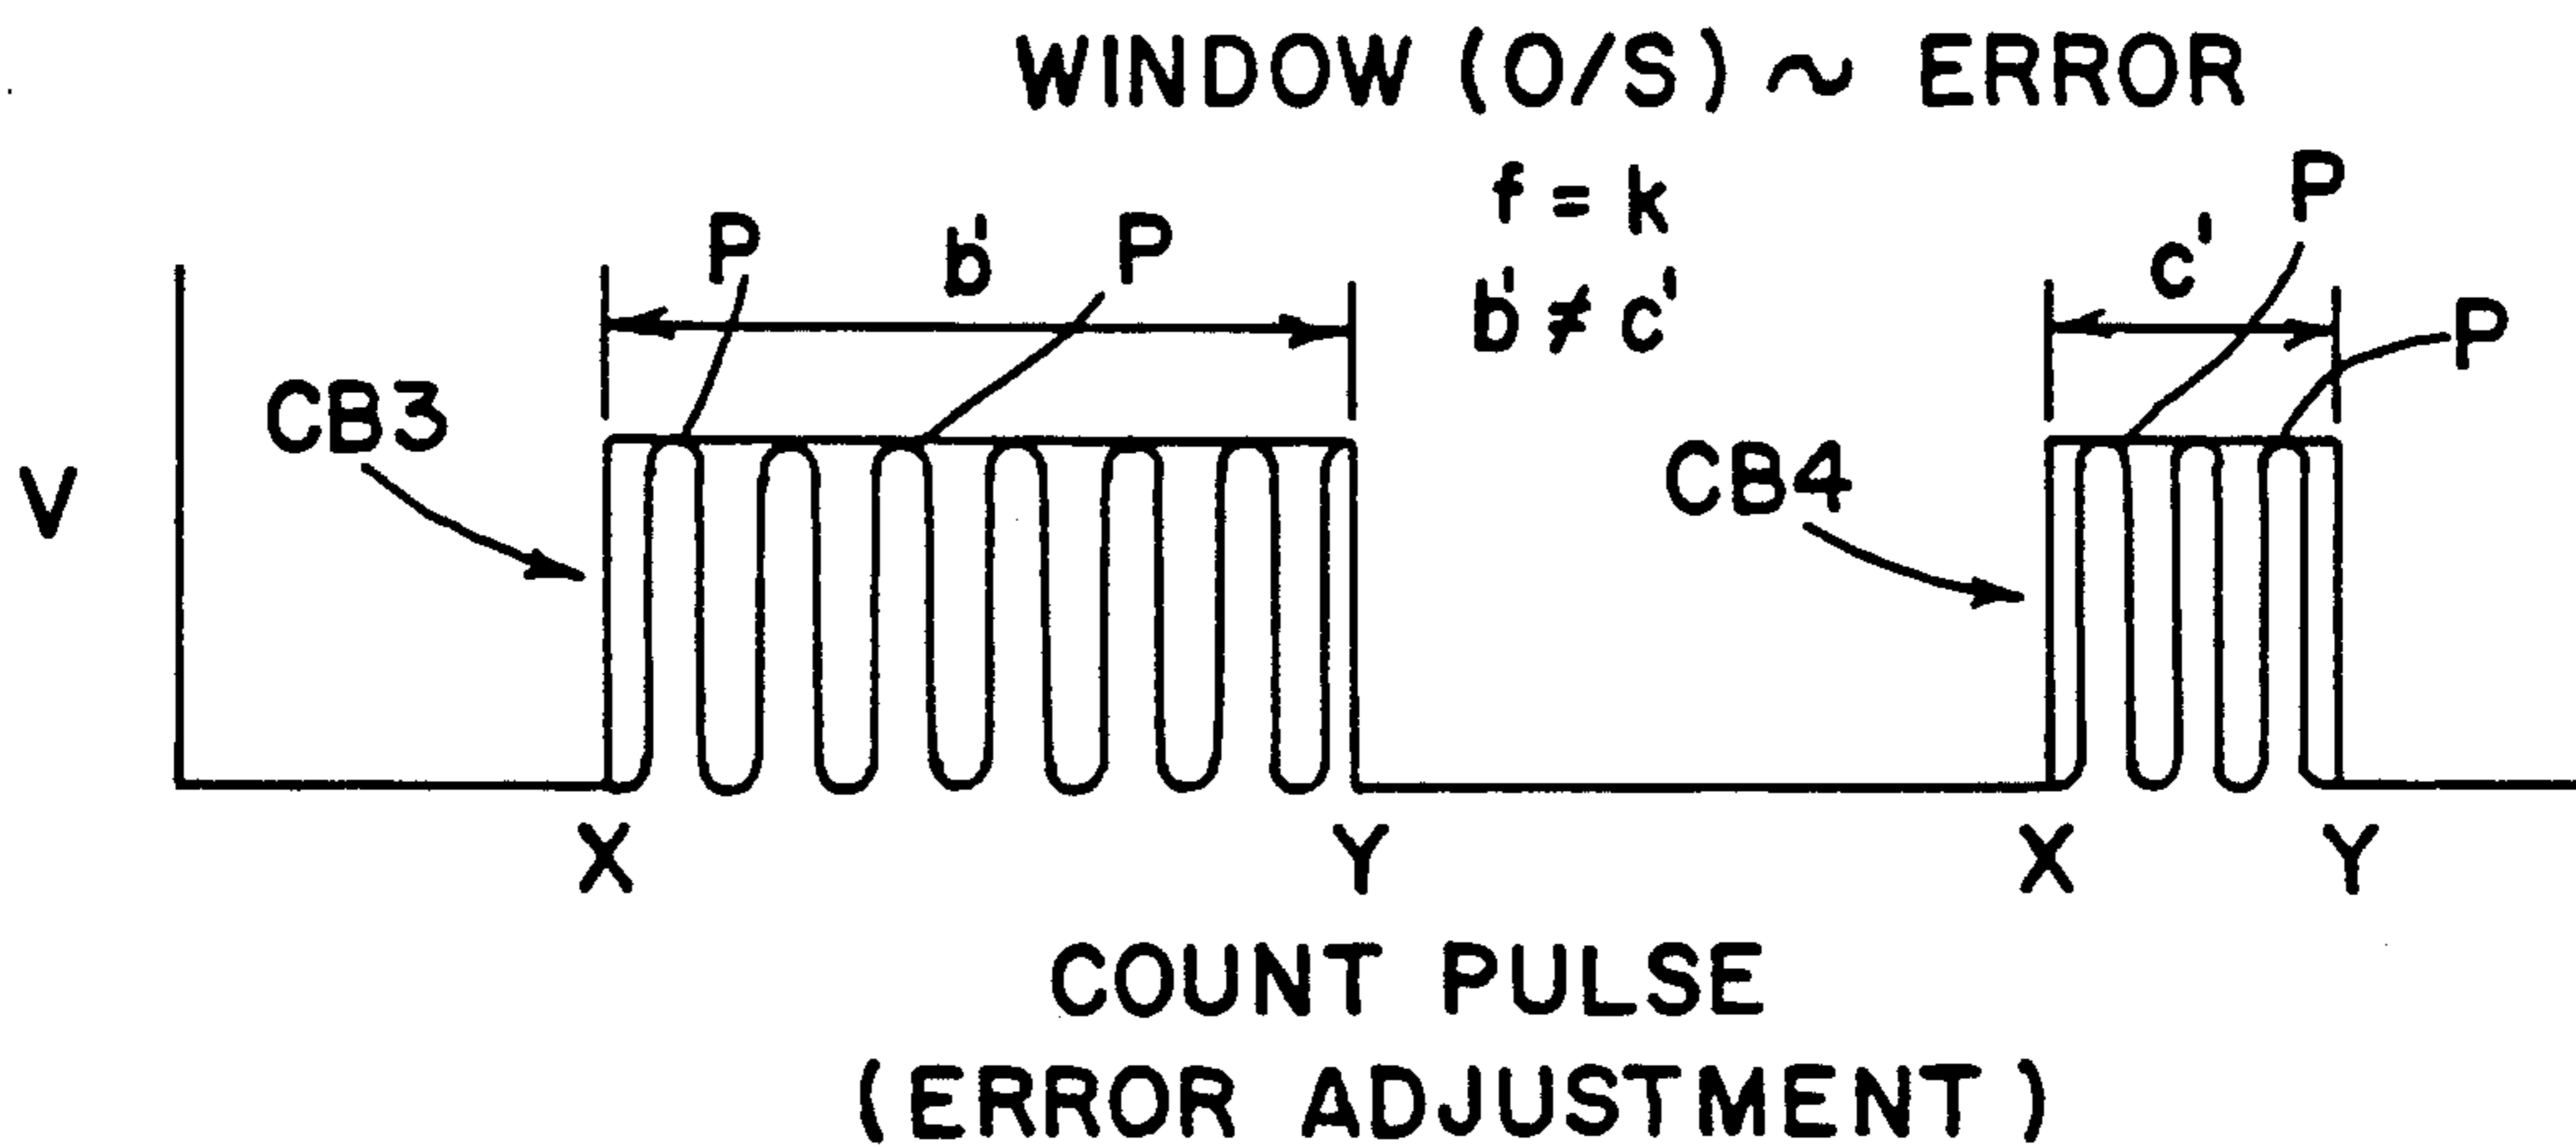 WINDOW (O/S) ~ ERROR
f = k
b' ≠ c'
P
b'
P
c'
P
P
CB3
CB4
V
X
Y
X
Y
COUNT PULSE
(ERROR ADJUSTMENT)